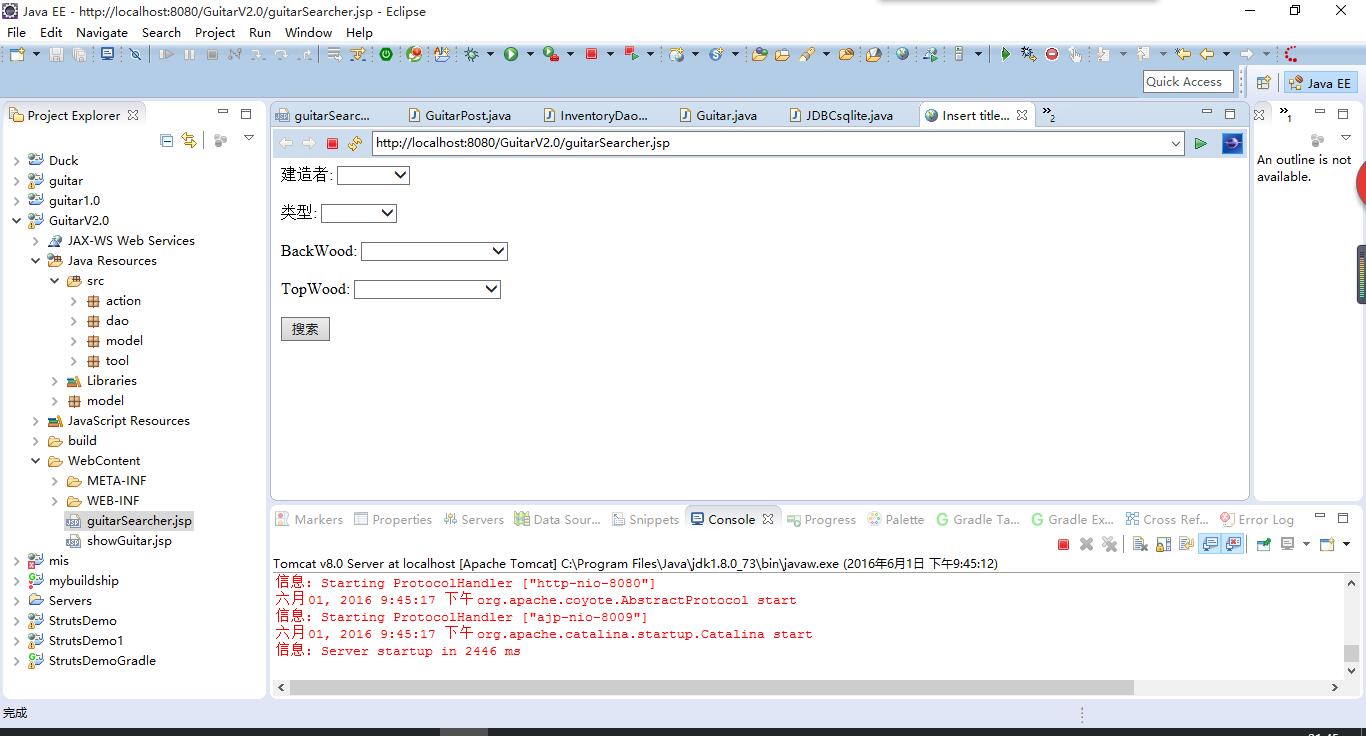 Java EE - http://localhost:8080/GuitarV2.0/guitarSearcher.jsp - Eclipse
File Edit Navigate Search Project Run Window Help
Quick Access
Java EE
Project Explorer
Duck
guitar
guitar1.0
GuitarV2.0
JAX-WS Web Services
Java Resources
src
action
dao
model
tool
Libraries
model
JavaScript Resources
build
WebContent
META-INF
WEB-INF
guitarSearcher.jsp
showGuitar.jsp
mis
mybuildship
Servers
StrutsDemo
StrutsDemo1
StrutsDemoGradle
guitarSearc... GuitarPost.java InventoryDao... Guitar.java JDBCsqlite.java Insert title... »2
http://localhost:8080/GuitarV2.0/guitarSearcher.jsp
建造者:
类型:
BackWood:
TopWood:
搜索
»1
An outline is not
available.
Markers Properties Servers Data Sour... Snippets Console Progress Palette Gradle Ta... Gradle Ex... Cross Ref... Error Log
Tomcat v8.0 Server at localhost [Apache Tomcat] C:\Program Files\Java\jdk1.8.0_73\bin\javaw.exe (2016年6月1日 下午9:45:12)
信息: Starting ProtocolHandler ["http-nio-8080"]
六月 01, 2016 9:45:17 下午 org.apache.coyote.AbstractProtocol start
信息: Starting ProtocolHandler ["ajp-nio-8009"]
六月 01, 2016 9:45:17 下午 org.apache.catalina.startup.Catalina start
信息: Server startup in 2446 ms
完成